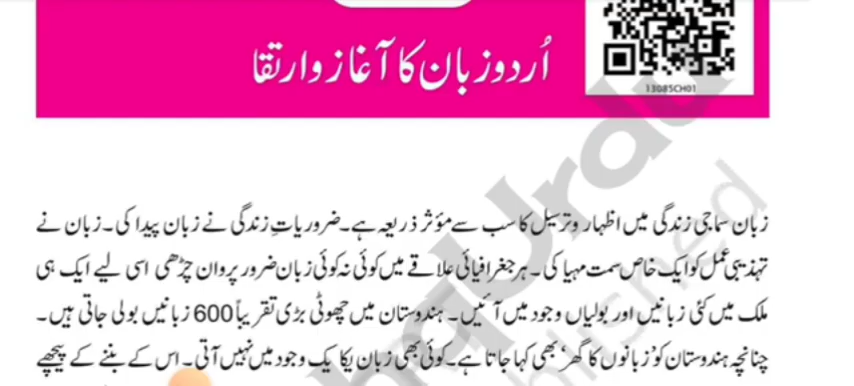 13085CH01
اُردو زبان کا آغاز و ارتقا
زبان سماجی زندگی میں اظہار و ترسیل کا سب سے مؤثر ذریعہ ہے۔ ضروریاتِ زندگی نے زبان پیدا کی۔ زبان نے
تہذیبی عمل کو ایک خاص سمت مہیا کی۔ ہر جغرافیائی علاقے میں کوئی نہ کوئی زبان ضرور پروان چڑھی اسی لیے ایک ہی
ملک میں کئی زبانیں اور بولیاں وجود میں آئیں۔ ہندوستان میں چھوٹی بڑی تقریباً 600 زبانیں بولی جاتی ہیں۔
چنانچہ ہندوستان کو ’زبانوں کا گھر‘ بھی کہا جاتا ہے۔ کوئی بھی زبان یکا یک وجود میں نہیں آتی۔ اس کے بننے کے پیچھے